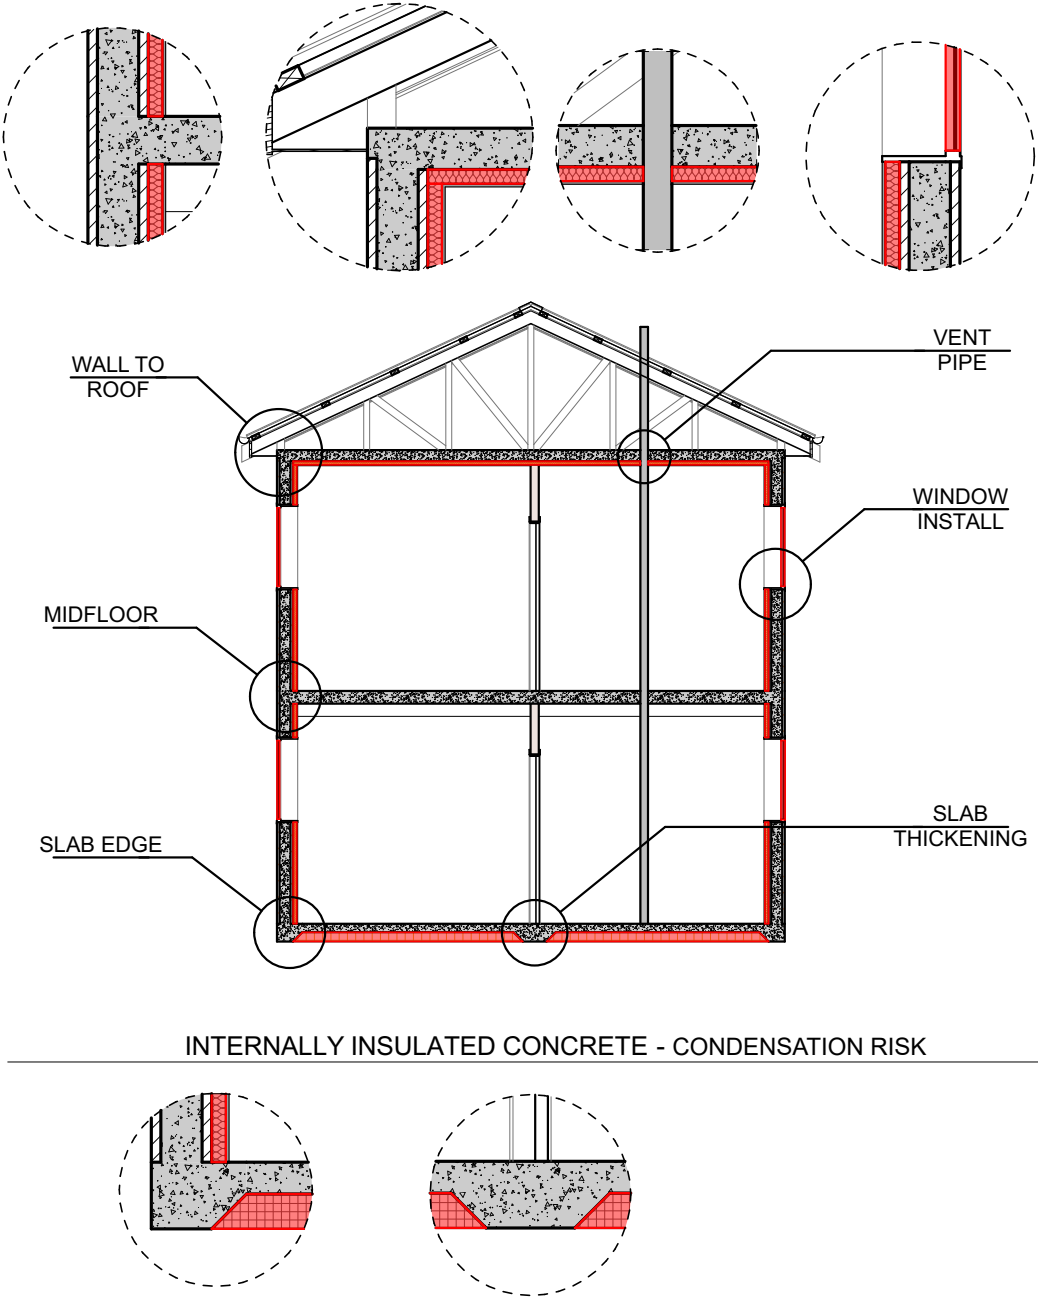 WALL TO
ROOF
VENT
PIPE
WINDOW
INSTALL
MIDFLOOR
SLAB EDGE
SLAB
THICKENING
INTERNALLY INSULATED CONCRETE - CONDENSATION RISK